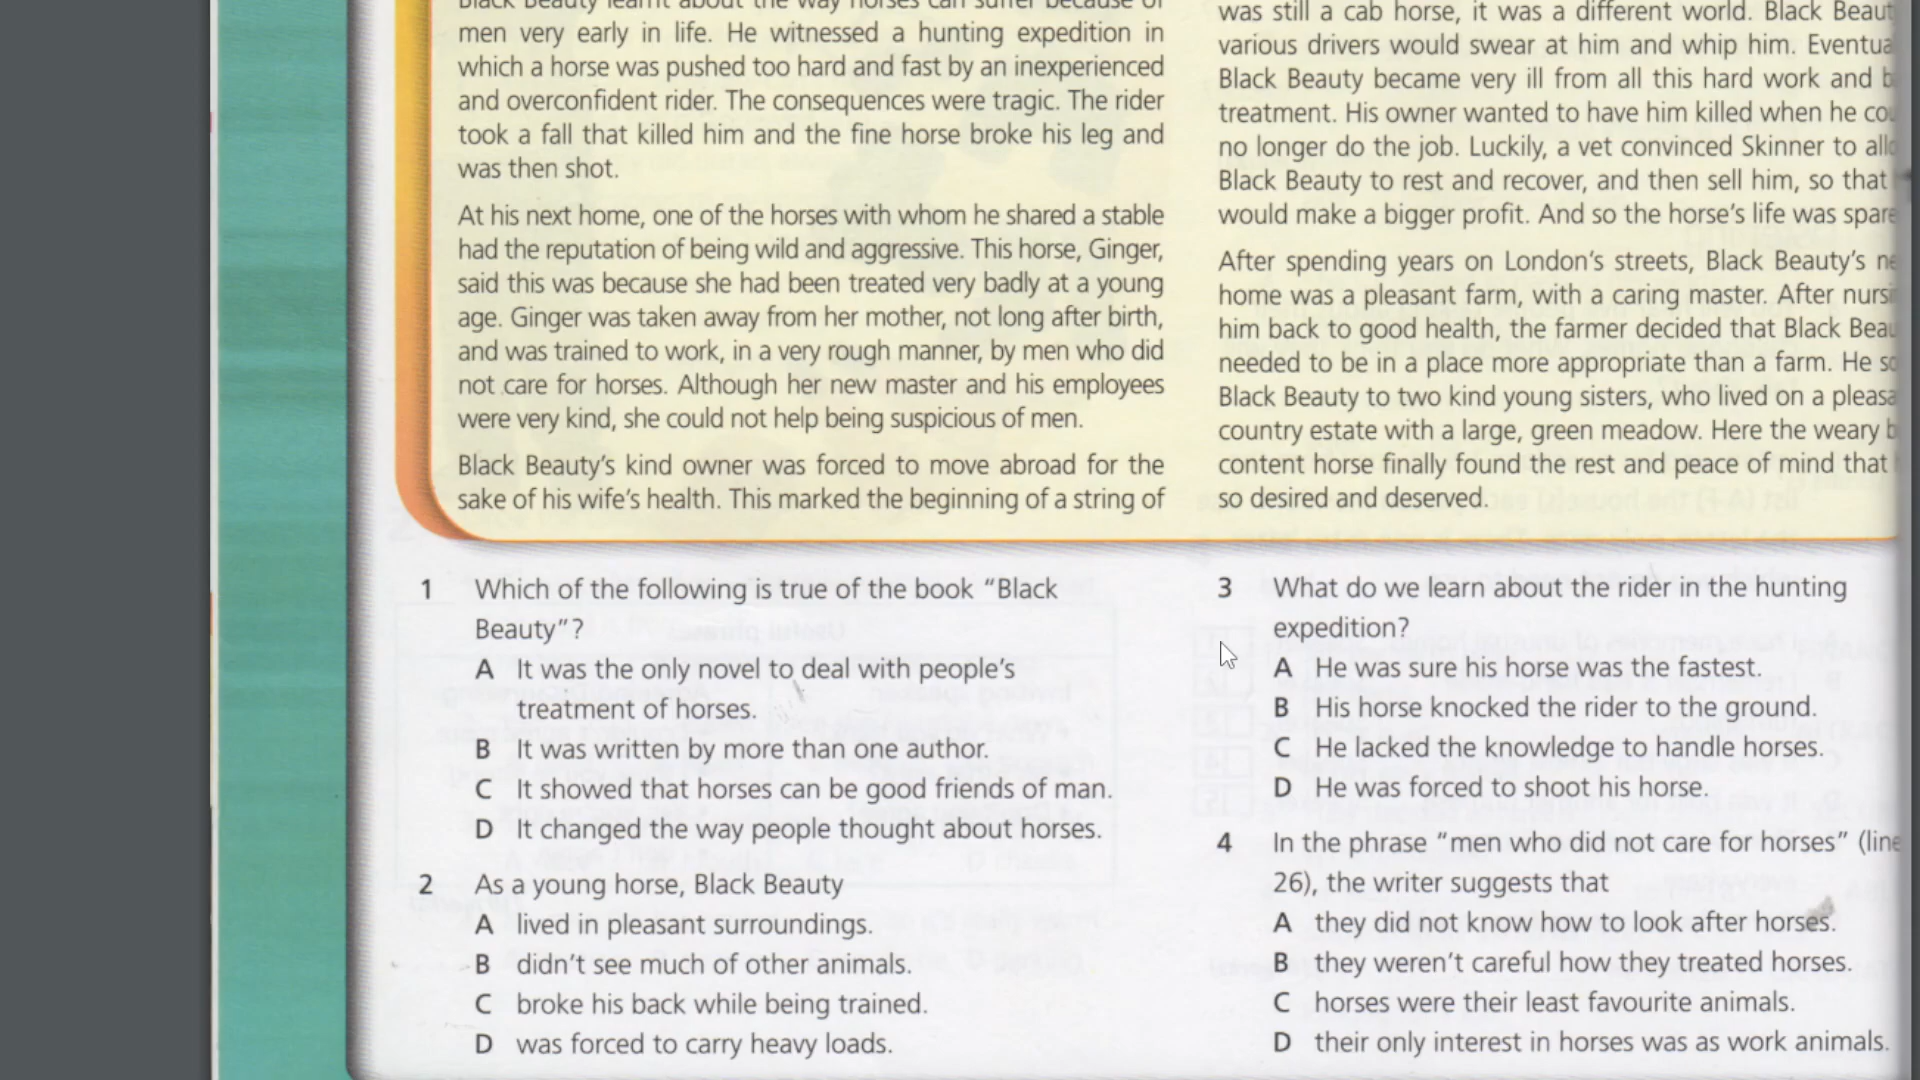 Black Beauty learnt about the way horses can suffer because of
men very early in life. He witnessed a hunting expedition in
which a horse was pushed too hard and fast by an inexperienced
and overconfident rider. The consequences were tragic. The rider
took a fall that killed him and the fine horse broke his leg and
was then shot.
At his next home, one of the horses with whom he shared a stable
had the reputation of being wild and aggressive. This horse, Ginger,
said this was because she had been treated very badly at a young
age. Ginger was taken away from her mother, not long after birth,
and was trained to work, in a very rough manner, by men who did
not care for horses. Although her new master and his employees
were very kind, she could not help being suspicious of men.
Black Beauty's kind owner was forced to move abroad for the
sake of his wife's health. This marked the beginning of a string of
was still a cab horse, it was a different world. Black
various drivers would swear at him and whip him.
Black Beauty became very ill from all this hard work and
treatment. His owner wanted to have him killed when he
no longer do the job. Luckily, a vet convinced Skinner to
Black Beauty to rest and recover, and then sell him, so that
would make a bigger profit. And so the horse's life was
After spending years on London's streets, Black Beauty's
home was a pleasant farm, with a caring master. After
him back to good health, the farmer decided that Black
needed to be in a place more appropriate than a farm. He
Black Beauty to two kind young sisters, who lived on a
country estate with a large, green meadow. Here the weary
content horse finally found the rest and peace of mind that
so desired and deserved.
1 Which of the following is true of the book "Black
Beauty"?
A It was the only novel to deal with people's
treatment of horses.
B It was written by more than one author.
C It showed that horses can be good friends of man.
D It changed the way people thought about horses.
2 As a young horse, Black Beauty
A lived in pleasant surroundings.
B didn't see much of other animals.
C broke his back while being trained.
D was forced to carry heavy loads.
3 What do we learn about the rider in the hunting
expedition?
A He was sure his horse was the fastest.
B His horse knocked the rider to the ground.
C He lacked the knowledge to handle horses.
D He was forced to shoot his horse.
4 In the phrase "men who did not care for horses" (line
26), the writer suggests that
A they did not know how to look after horses.
B they weren't careful how they treated horses.
C horses were their least favourite animals.
D their only interest in horses was as work animals.